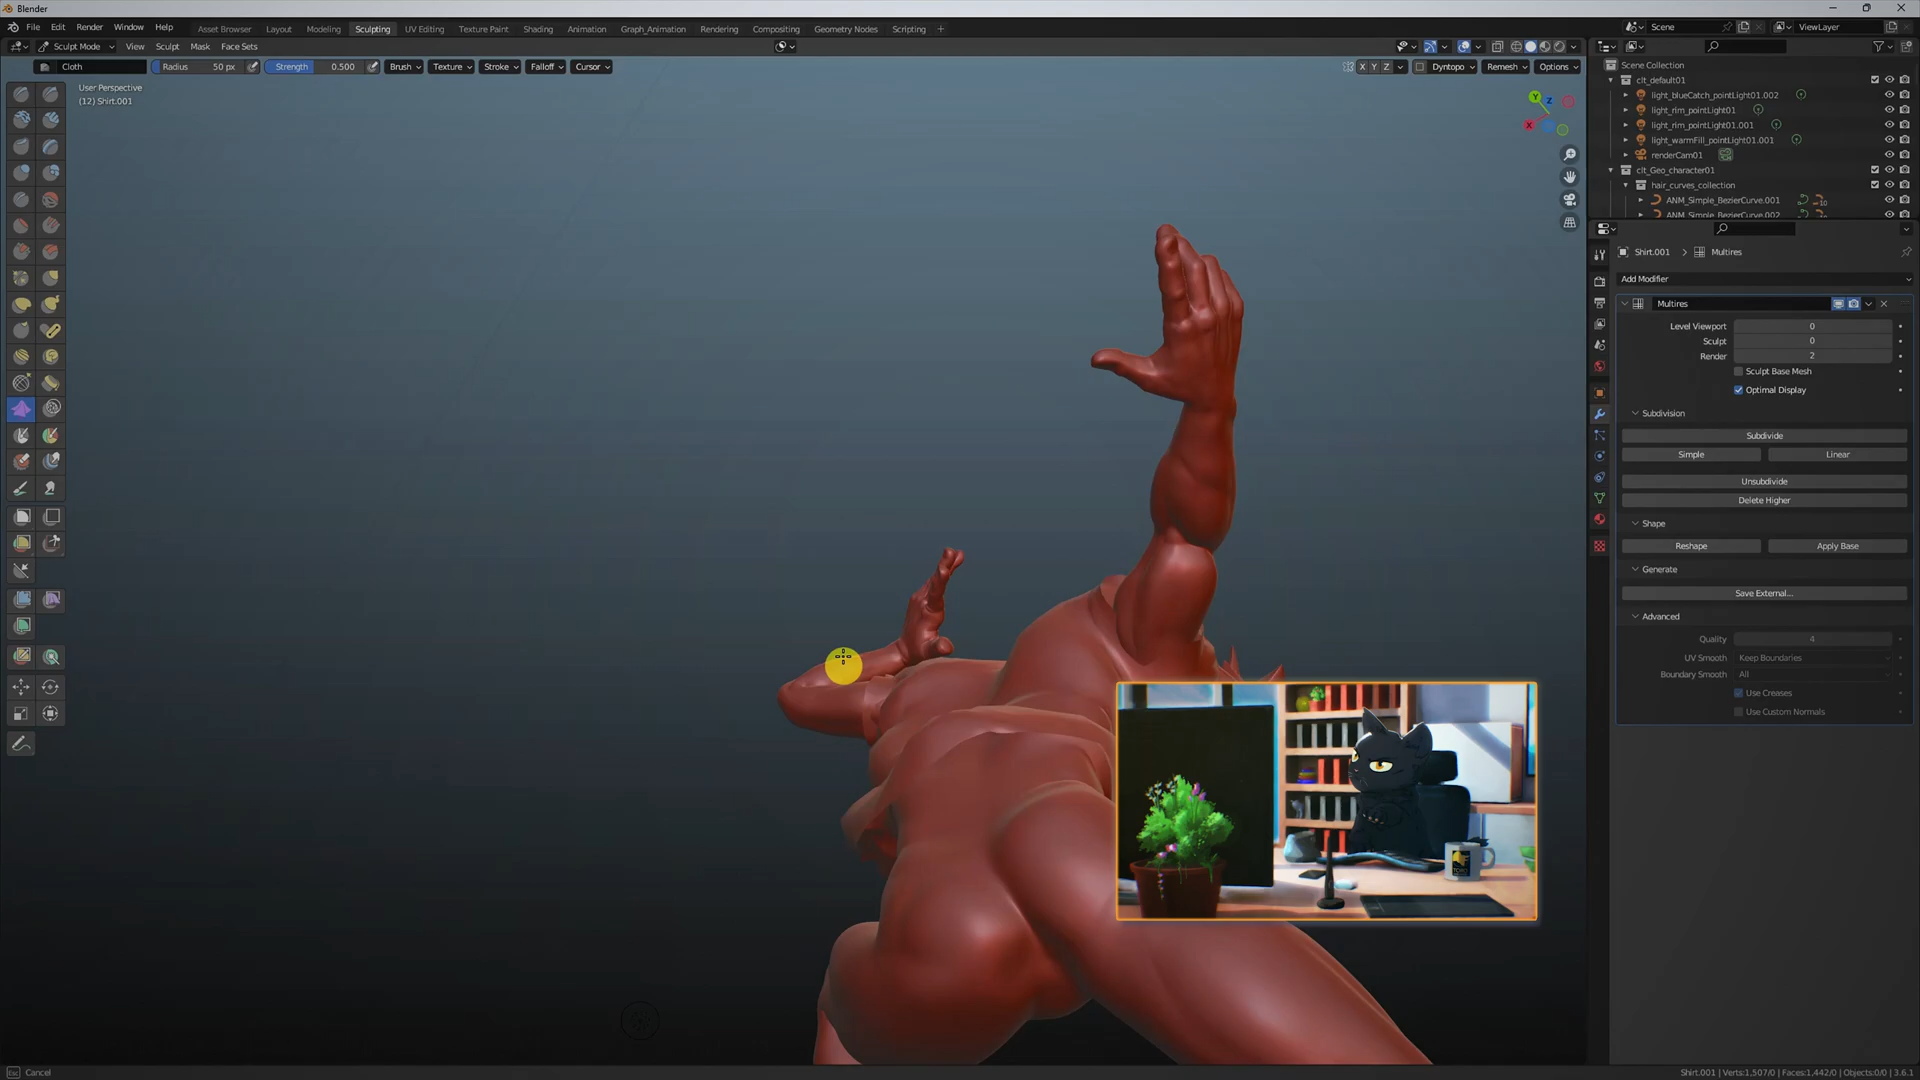 Blender
File Edit Render Window Help
Asset Browser Layout Modeling Sculpting UV Editing Texture Paint Shading Animation Graph_Animation Rendering Compositing Geometry Nodes Scripting +
Scene ViewLayer
Sculpt Mode View Sculpt Mask Face Sets
Cloth Radius 50 px Strength 0.500 Brush Texture Stroke Falloff Cursor
X Y Z Dyntopo Remesh Options
User Perspective
(12) Shirt.001
Y Z
X
Scene Collection
clt_default01
light_blueCatch_pointLight01.002
light_rim_pointLight01
light_rim_pointLight01.001
light_warmFill_pointLight01.001
renderCam01
clt_Geo_character01
hair_curves_collection
ANM_Simple_BezierCurve.001
ANM_Simple_BezierCurve.002
Shirt.001 > Multires
Add Modifier
Multires
Level Viewport 0
Sculpt 0
Render 2
Sculpt Base Mesh
Optimal Display
Subdivision
Subdivide
Simple Linear
Unsubdivide
Delete Higher
Shape
Reshape Apply Base
Generate
Save External...
Advanced
Quality 4
UV Smooth Keep Boundaries
Boundary Smooth All
Use Creases
Use Custom Normals
Esc Cancel
Shirt.001 | Verts:1,507/0 | Faces:1,442/0 | Objects:0/0 | 3.6.1